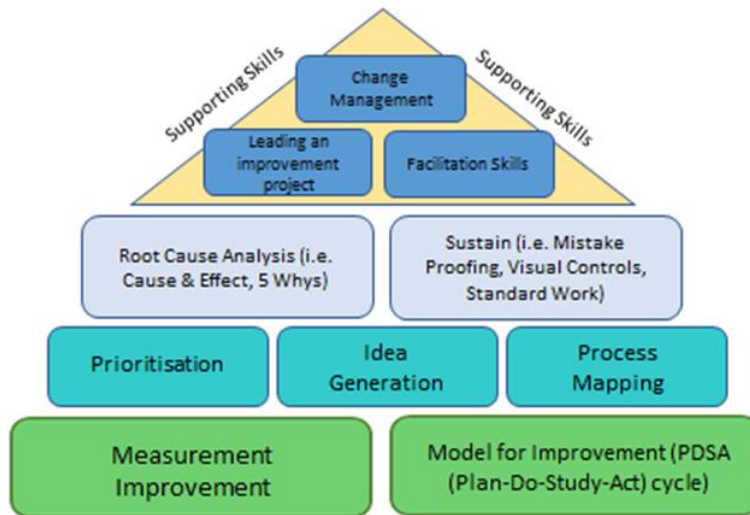 Supporting Skills
Supporting Skills
Change
Management
Leading an
improvement
project
Facilitation Skills
Root Cause Analysis (i.e.
Cause & Effect, 5 Whys)
Sustain (i.e. Mistake
Proofing, Visual Controls,
Standard Work)
Prioritisation
Idea
Generation
Process
Mapping
Measurement
Improvement
Model for Improvement (PDSA
(Plan-Do-Study-Act) cycle)